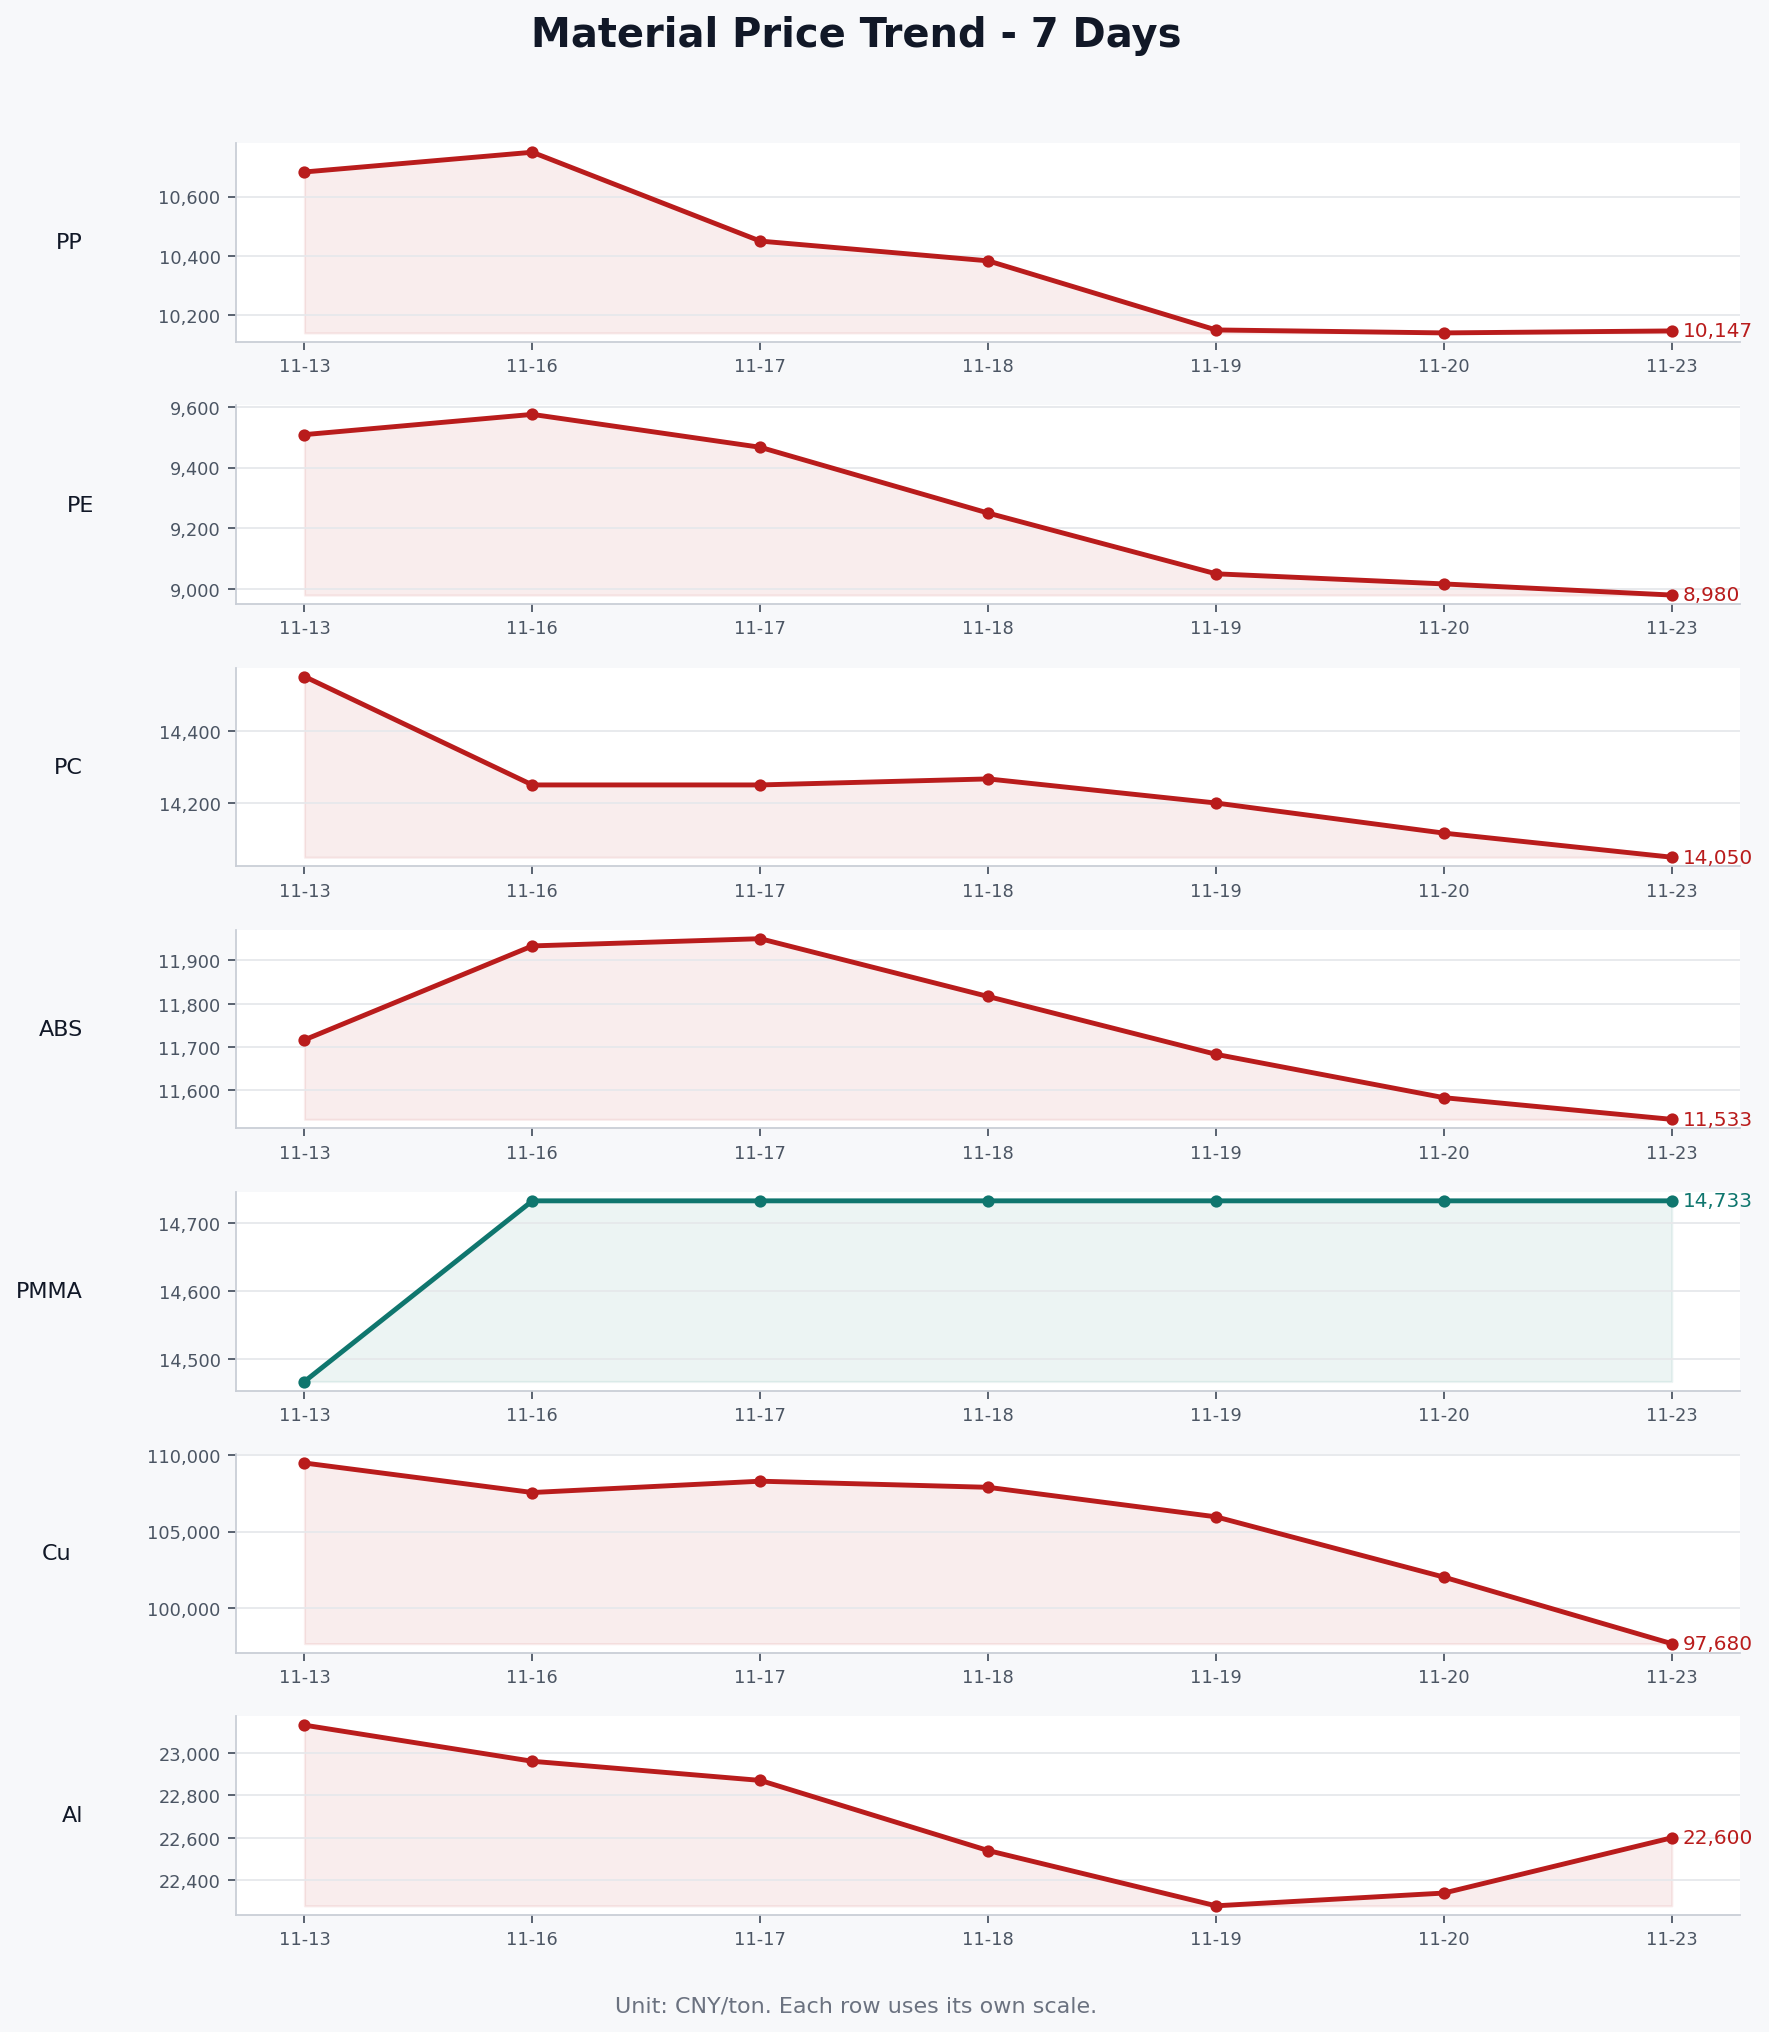 Material Price Trend - 7 Days
PP
10,600
10,400
10,200
10,147
11-13 11-16 11-17 11-18 11-19 11-20 11-23
PE
9,600
9,400
9,200
9,000
8,980
11-13 11-16 11-17 11-18 11-19 11-20 11-23
PC
14,400
14,200
14,050
11-13 11-16 11-17 11-18 11-19 11-20 11-23
ABS
11,900
11,800
11,700
11,600
11,533
11-13 11-16 11-17 11-18 11-19 11-20 11-23
PMMA
14,733
14,700
14,600
14,500
11-13 11-16 11-17 11-18 11-19 11-20 11-23
Cu
110,000
105,000
100,000
97,680
11-13 11-16 11-17 11-18 11-19 11-20 11-23
Al
23,000
22,800
22,600
22,600
22,400
11-13 11-16 11-17 11-18 11-19 11-20 11-23
Unit: CNY/ton. Each row uses its own scale.